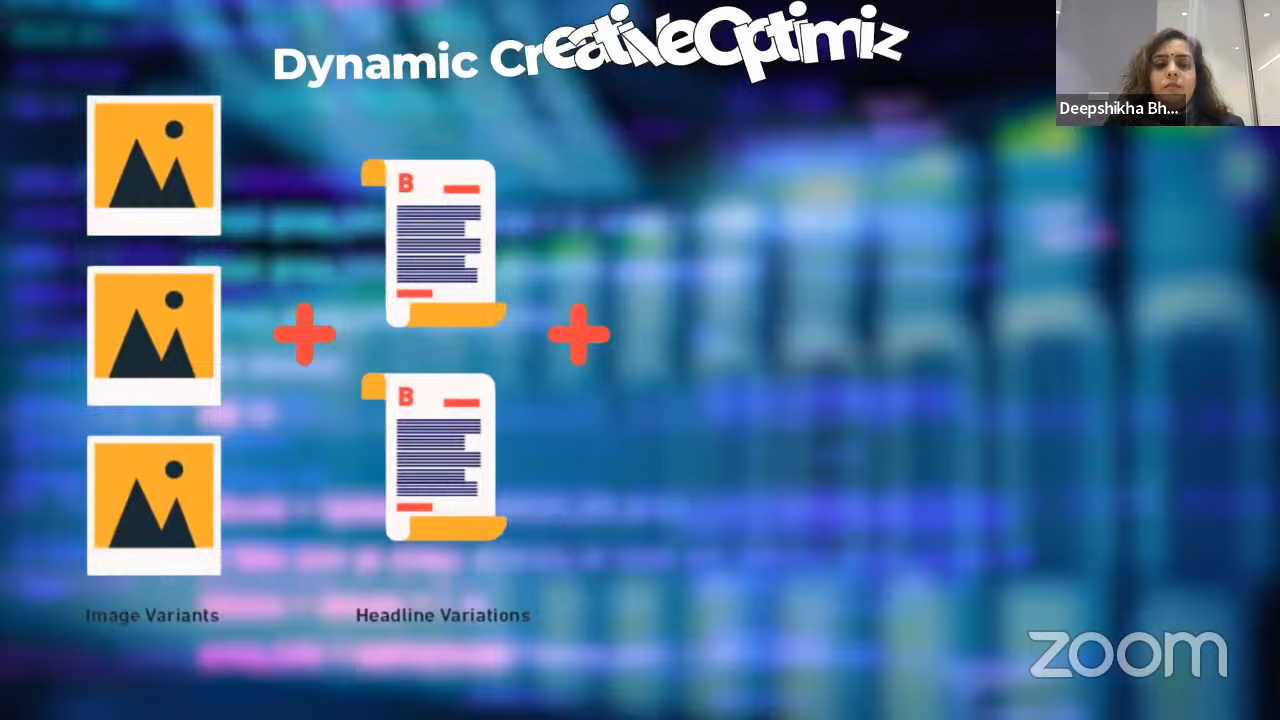 Dynamic CreativeOptimiz
Deepshikha Bh...
B
B
Image Variants
Headline Variations
zoom